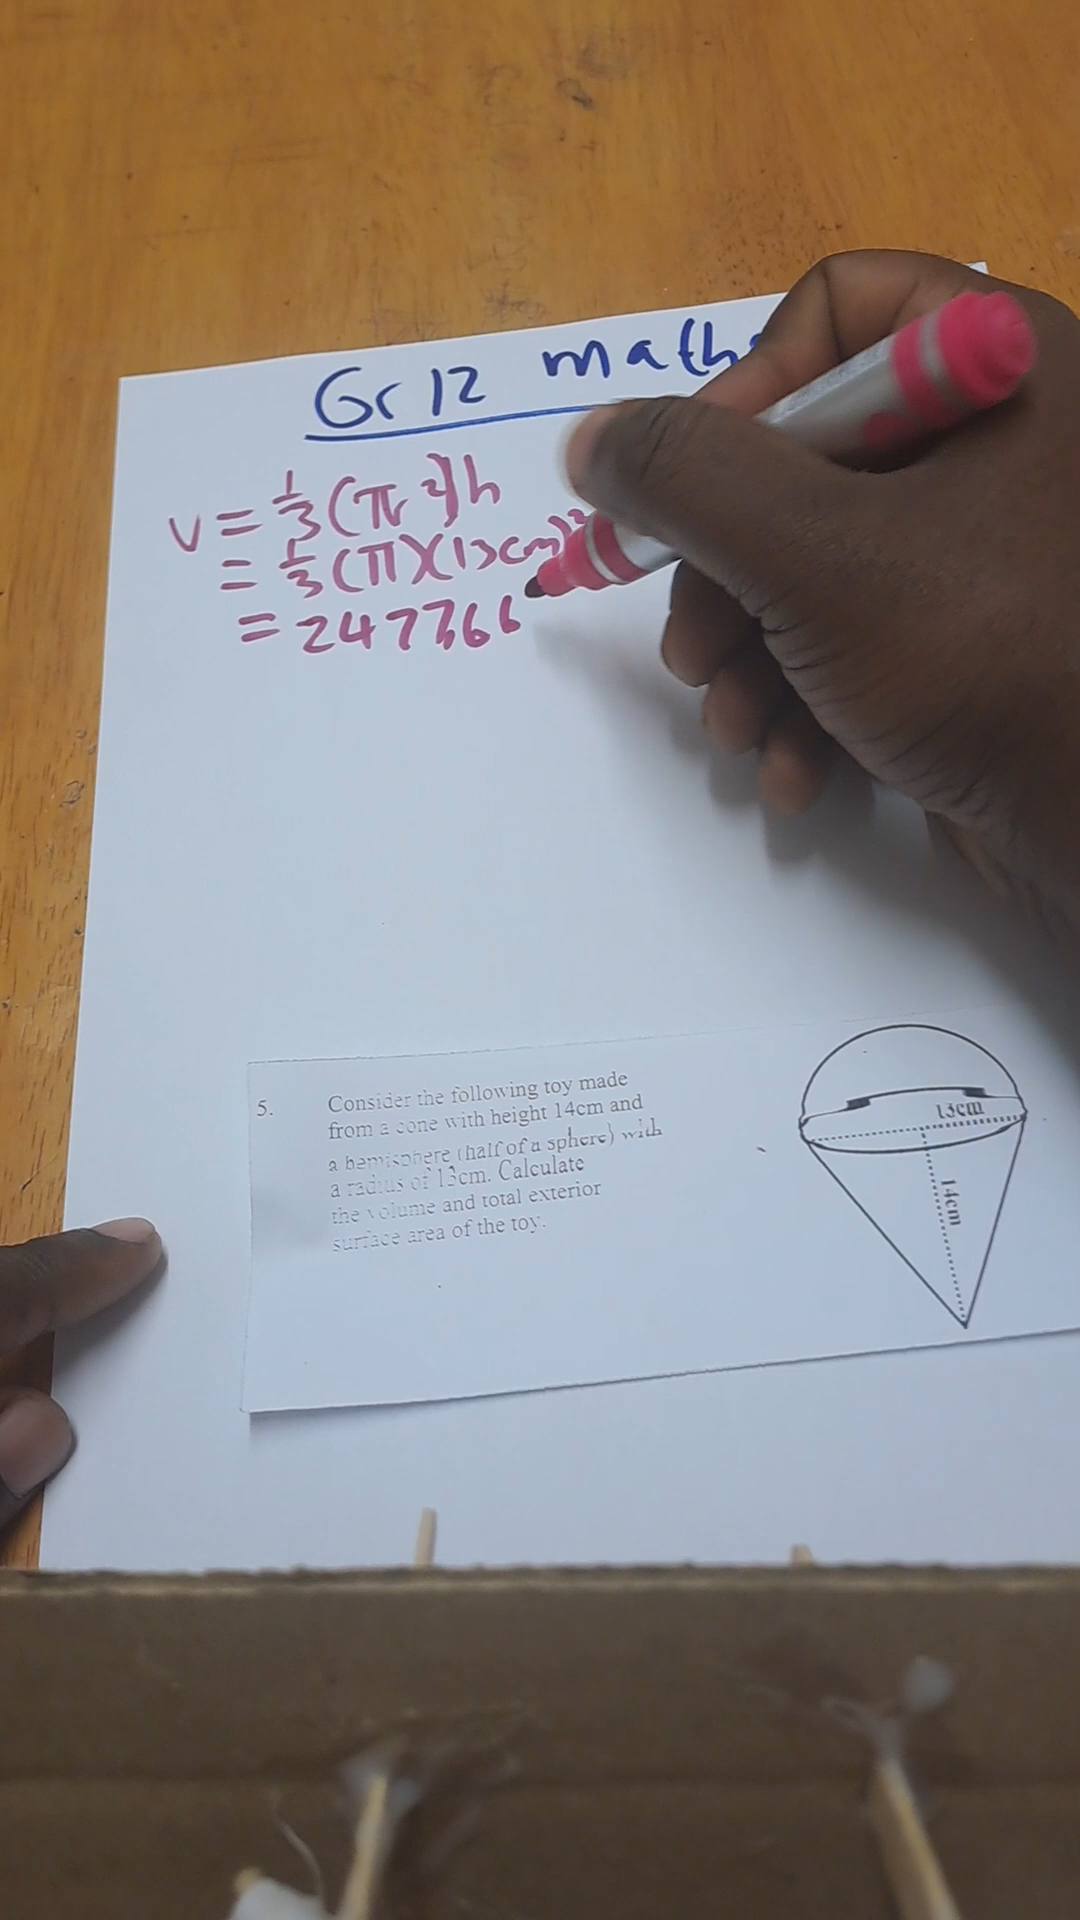 Gr 12 maths
V = 1/3 (πr²)h
= 1/3 (π)(13cm)²
= 2477,66
5. Consider the following toy made
from a cone with height 14cm and
a hemisphere (half of a sphere) with
a radius of 13cm. Calculate
the volume and total exterior
surface area of the toy.
13cm
14cm